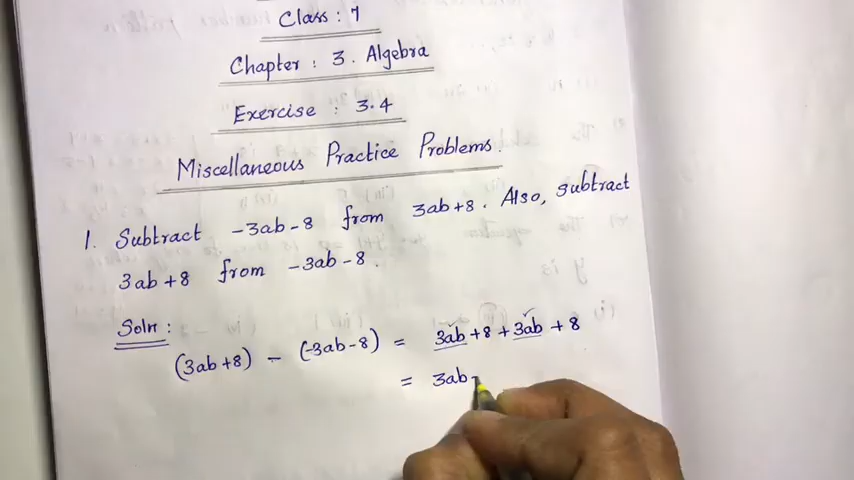 Class : 7
Chapter : 3. Algebra
Exercise : 3.4
Miscellaneous Practice Problems.
1. Subtract -3ab-8 from 3ab+8. Also, subtract
3ab+8 from -3ab-8.
Soln :
(3ab+8) - (-3ab-8) = 3ab+8+3ab+8
= 3ab